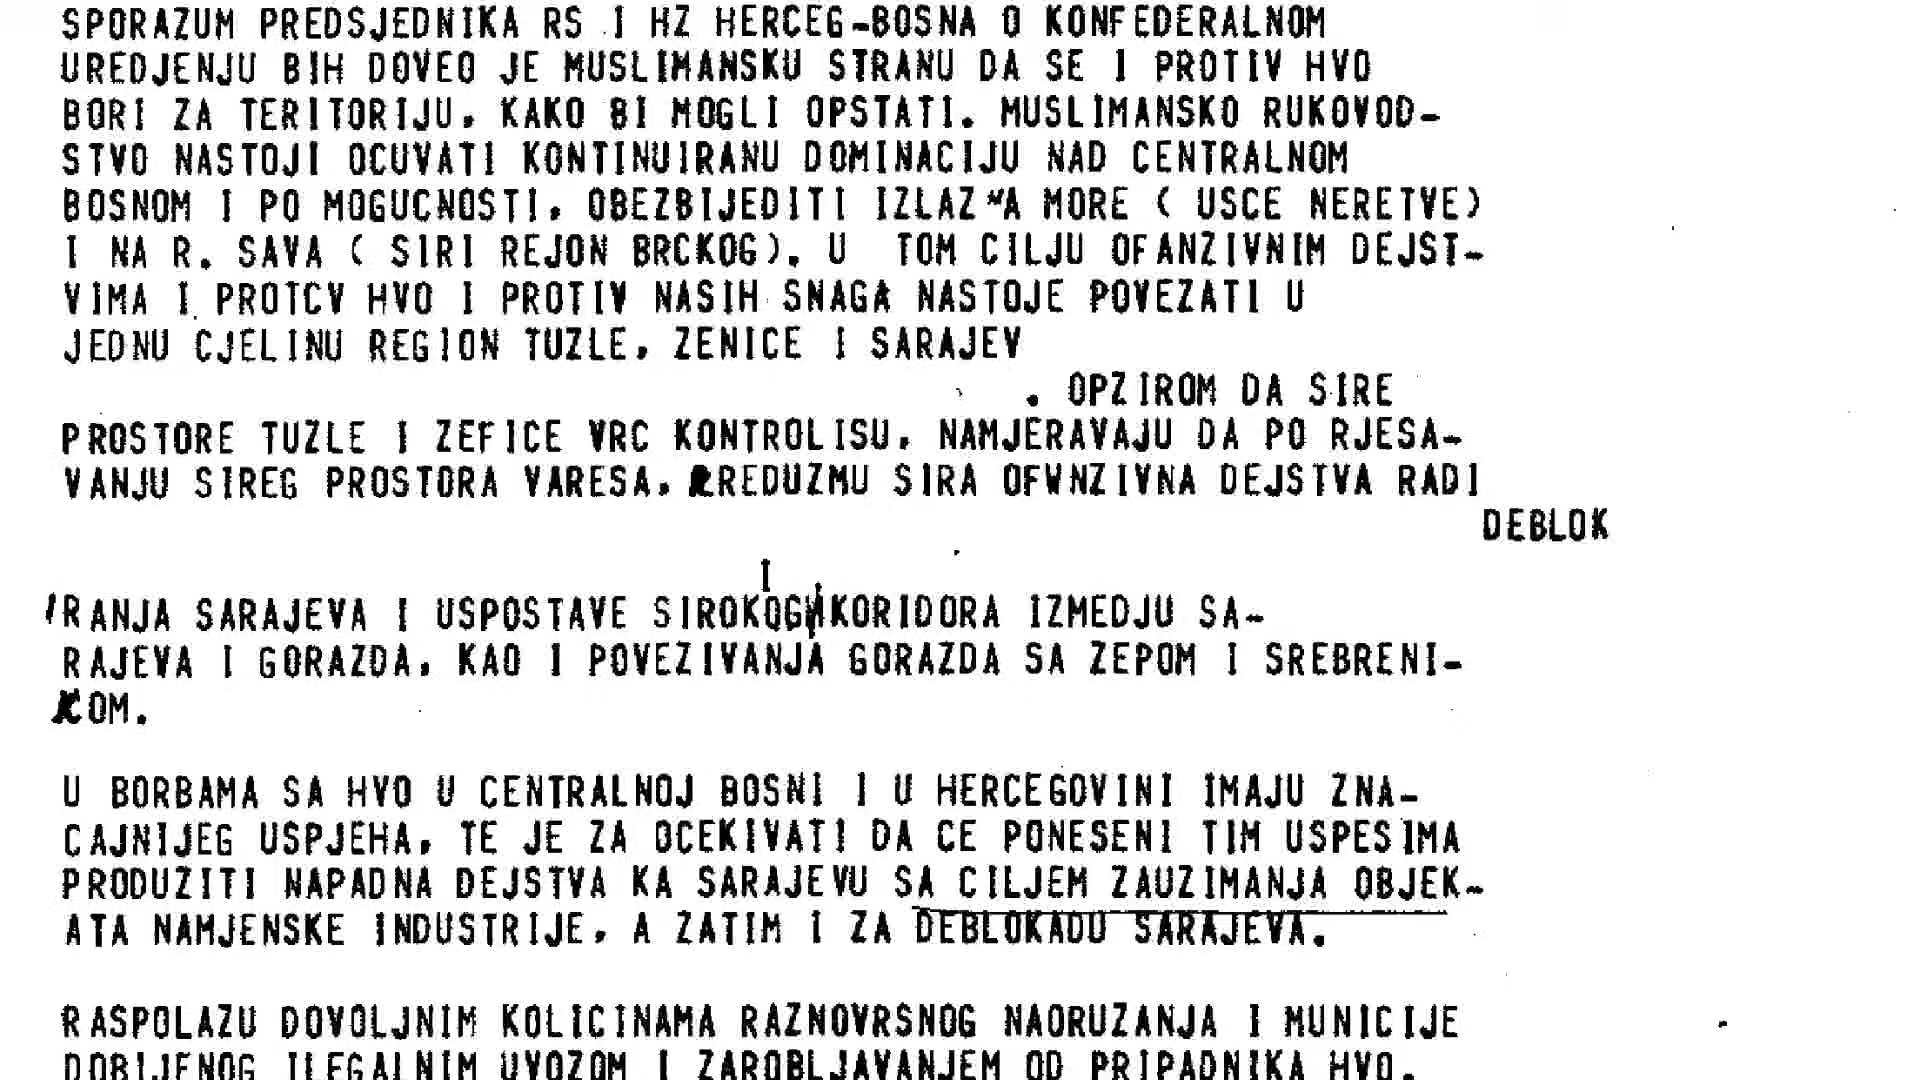 SPORAZUM PREDSJEDNIKA RS I HZ HERCEG-BOSNA O KONFEDERALNOM
UREDJENJU BIH DOVEO JE MUSLIMANSKU STRANU DA SE I PROTIV HVO
BORI ZA TERITORIJU, KAKO BI MOGLI OPSTATI. MUSLIMANSKO RUKOVOD-
STVO NASTOJI OCUVATI KONTINUIRANU DOMINACIJU NAD CENTRALNOM
BOSNOM I PO MOGUCNOSTI, OBEZBIJEDITI IZLAZ MORE ( USCE NERETVE)
I NA R. SAVA ( SIRI REJON BRCKOG). U TOM CILJU OFANZIVNIM DEJST-
VIMA I PROTCV HVO I PROTIV NASIH SNAGA NASTOJE POVEZATI U
JEDNU CJELINU REGION TUZLE, ZENICE I SARAJEV
. OPZIROM DA SIRE
PROSTORE TUZLE I ZEFICE VRC KONTROLISU, NAMJERAVAJU DA PO RJESA-
VANJU SIREG PROSTORA VARESA, PREDUZMU SIRA OFWNZIVNA DEJSTVA RADI
DEBLOK
I
RANJA SARAJEVA I USPOSTAVE SIROKOG KORIDORA IZMEDJU SA-
RAJEVA I GORAZDA, KAO I POVEZIVANJA GORAZDA SA ZEPOM I SREBRENI-
COM.
U BORBAMA SA HVO U CENTRALNOJ BOSNI I U HERCEGOVINI IMAJU ZNA-
CAJNIJEG USPJEHA, TE JE ZA OCEKIVATI DA CE PONESENI TIM USPESIMA
PRODUZITI NAPADNA DEJSTVA KA SARAJEVU SA CILJEM ZAUZIMANJA OBJEK-
ATA NAMJENSKE INDUSTRIJE, A ZATIM I ZA DEBLOKADU SARAJEVA.
RASPOLAZU DOVOLJNIM KOLICINAMA RAZNOVRSNOG NAORUZANJA I MUNICIJE
DOBIJENOG ILEGALNIM UVOZOM I ZAROBLJAVANJEM OD PRIPADNIKA HVO.